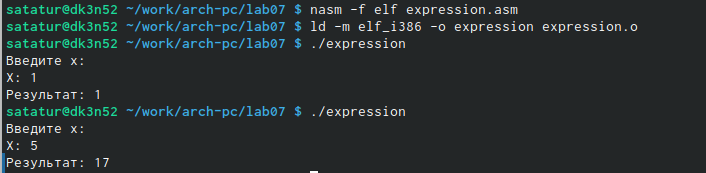 satatur@dk3n52 ~/work/arch-pc/lab07 $ nasm -f elf expression.asm
satatur@dk3n52 ~/work/arch-pc/lab07 $ ld -m elf_i386 -o expression expression.o
satatur@dk3n52 ~/work/arch-pc/lab07 $ ./expression
Введите x:
X: 1
Результат: 1
satatur@dk3n52 ~/work/arch-pc/lab07 $ ./expression
Введите x:
X: 5
Результат: 17